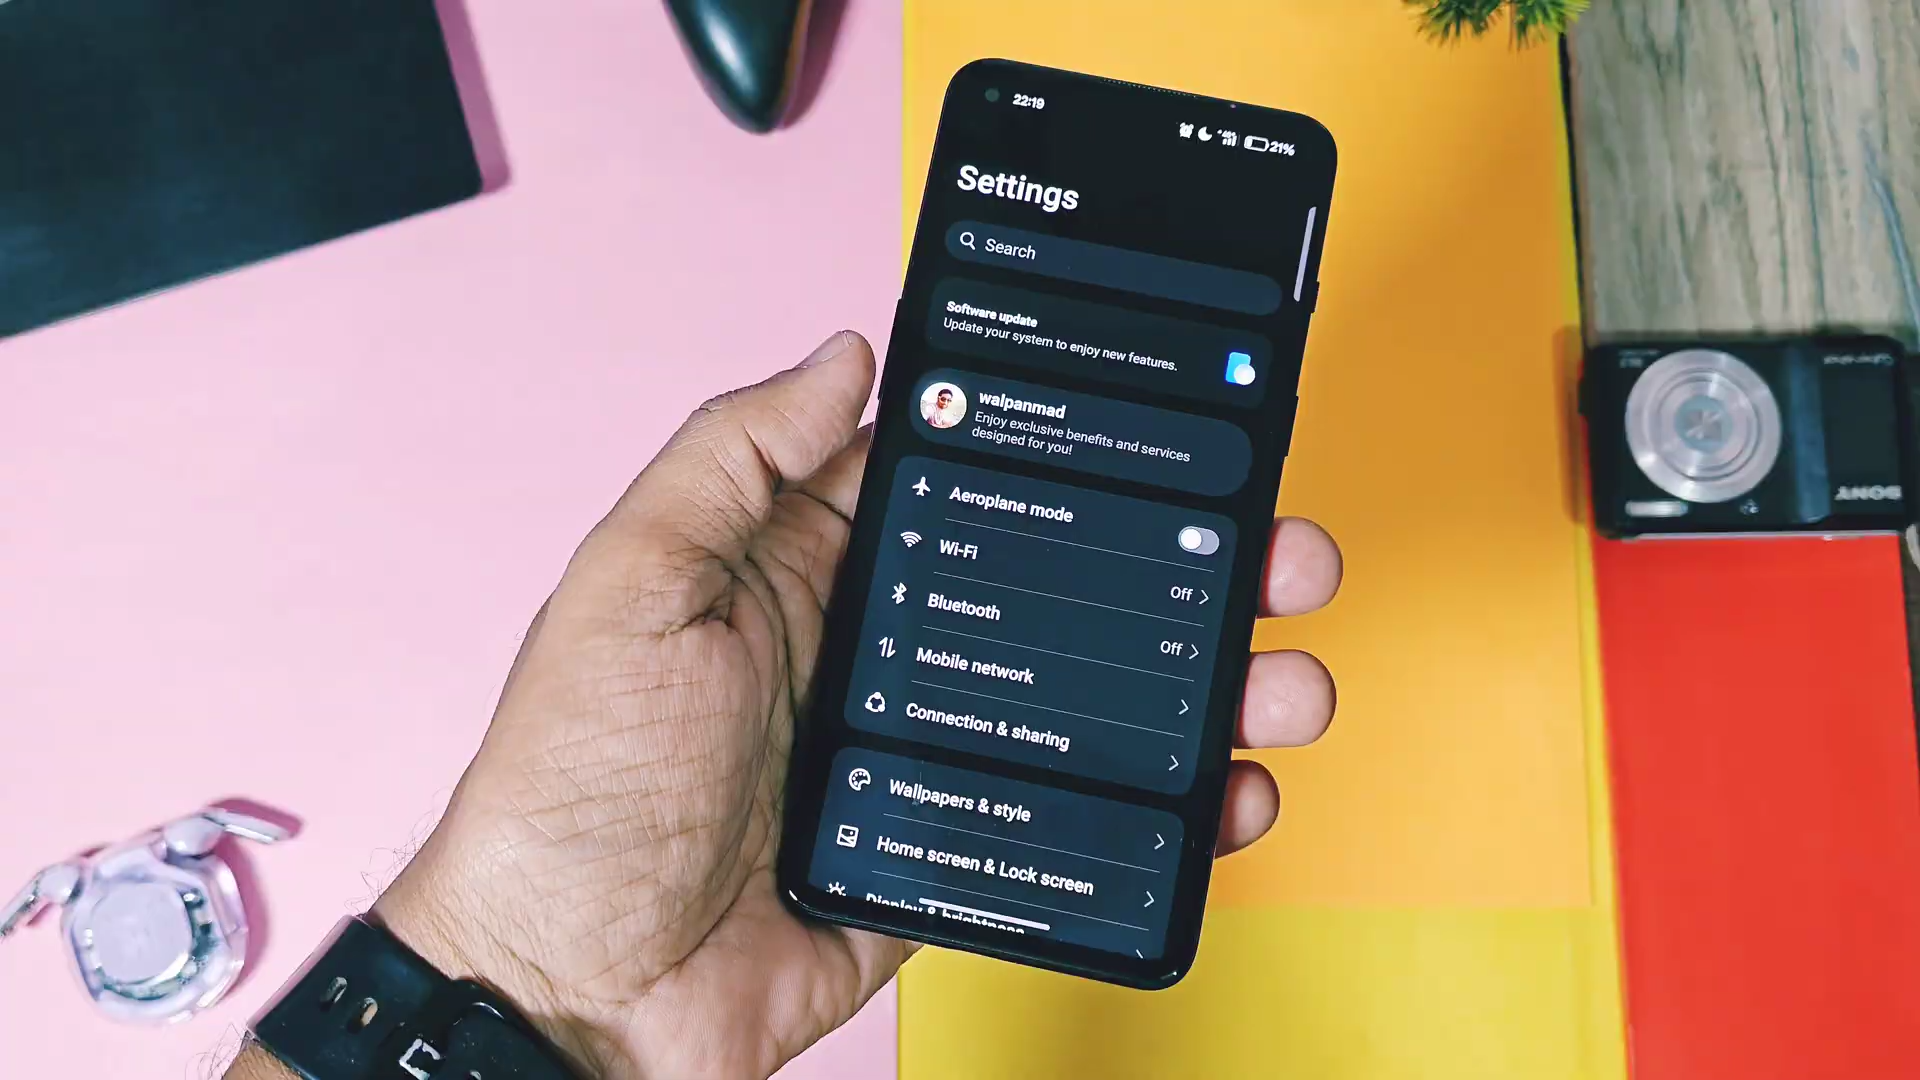 22:19
21%
Settings
Search
Software update
Update your system to enjoy new features.
walpanmad
Enjoy exclusive benefits and services
designed for you!
Aeroplane mode
Wi-Fi
Off
Bluetooth
Off
Mobile network
Connection & sharing
Wallpapers & style
Home screen & Lock screen
Display & brightness
SONY